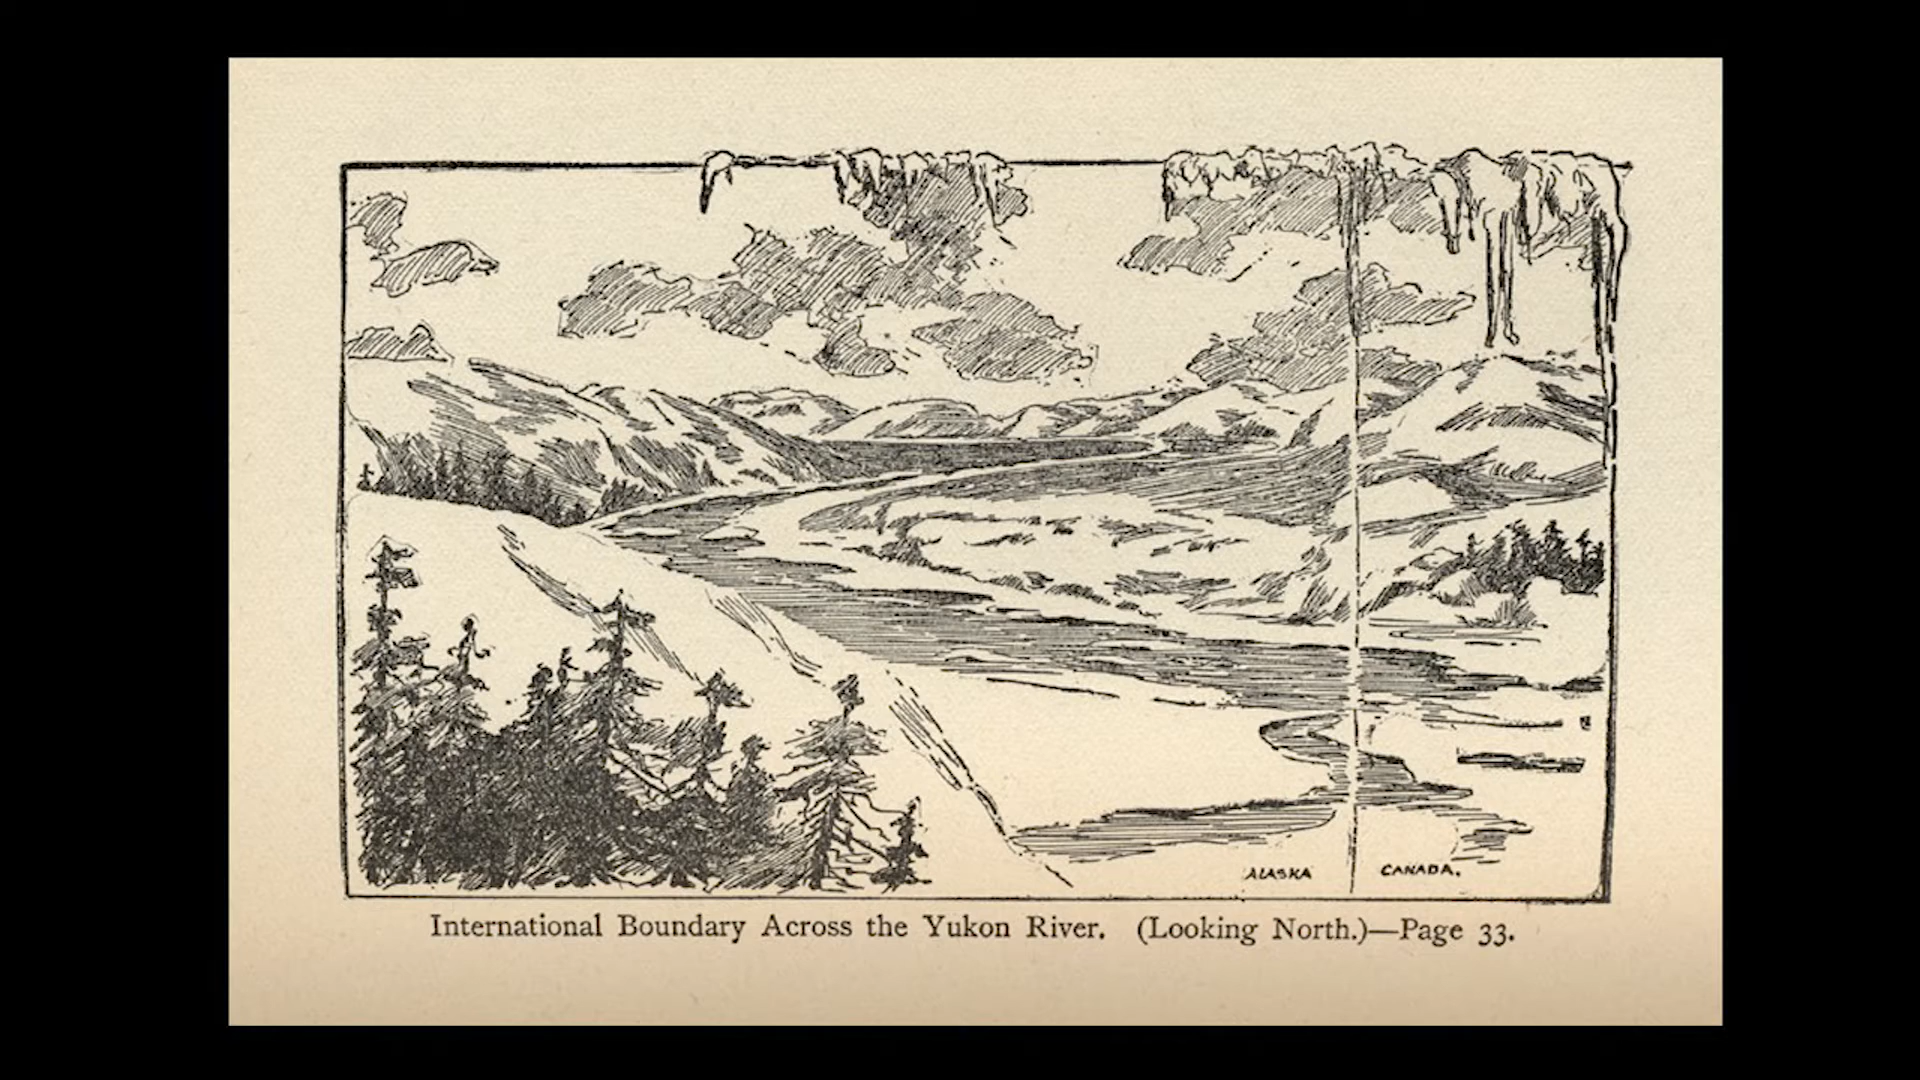 ALASKA CANADA.
International Boundary Across the Yukon River. (Looking North.)—Page 33.